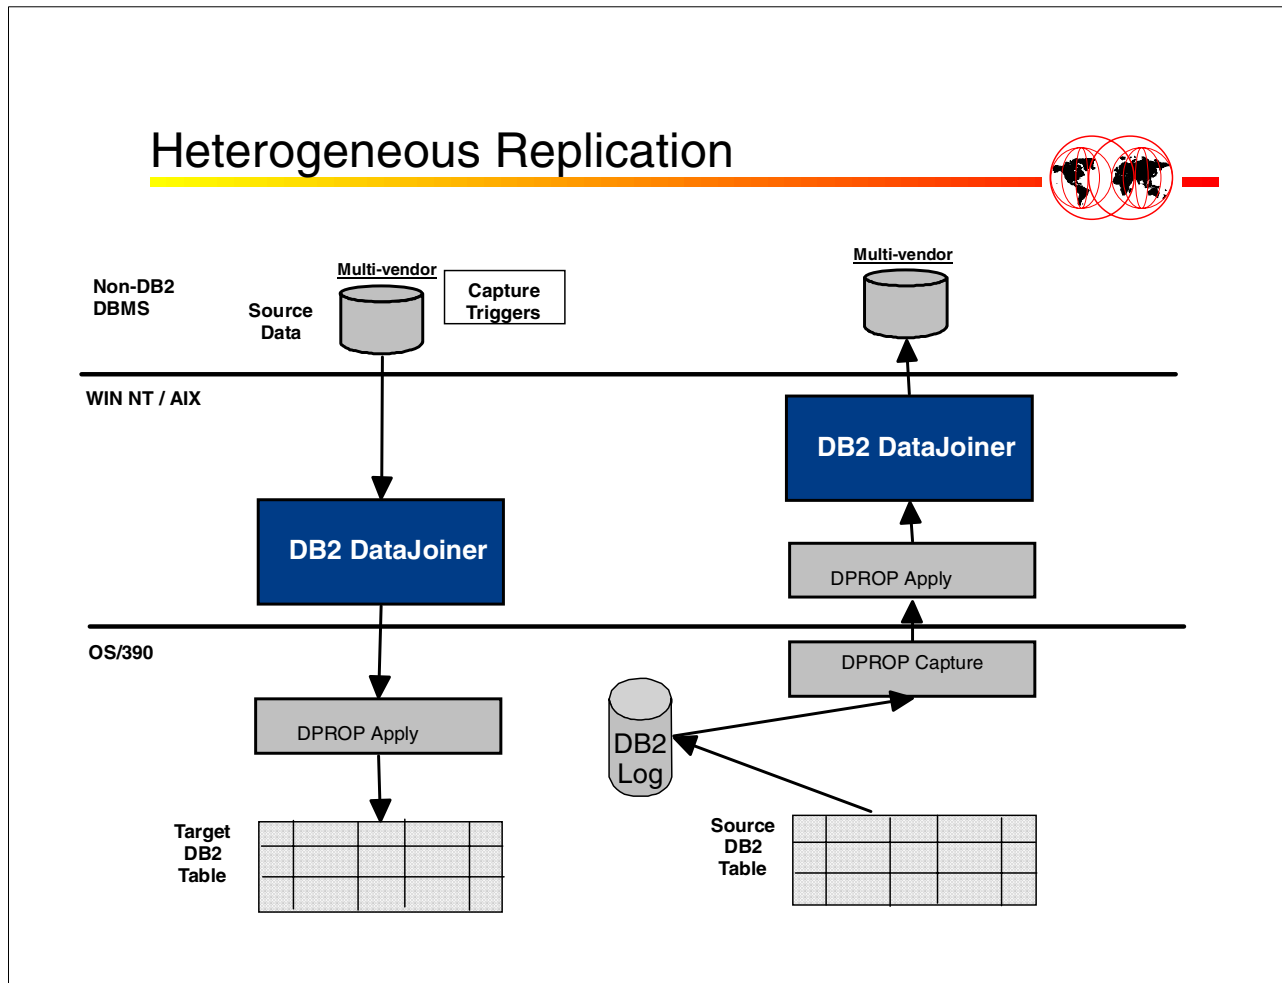 Heterogeneous Replication
Non-DB2
DBMS
Multi-vendor
Source
Data
Capture
Triggers
Multi-vendor
WIN NT / AIX
DB2 DataJoiner
DB2 DataJoiner
DPROP Apply
OS/390
DPROP Capture
DPROP Apply
DB2
Log
Target
DB2
Table
Source
DB2
Table